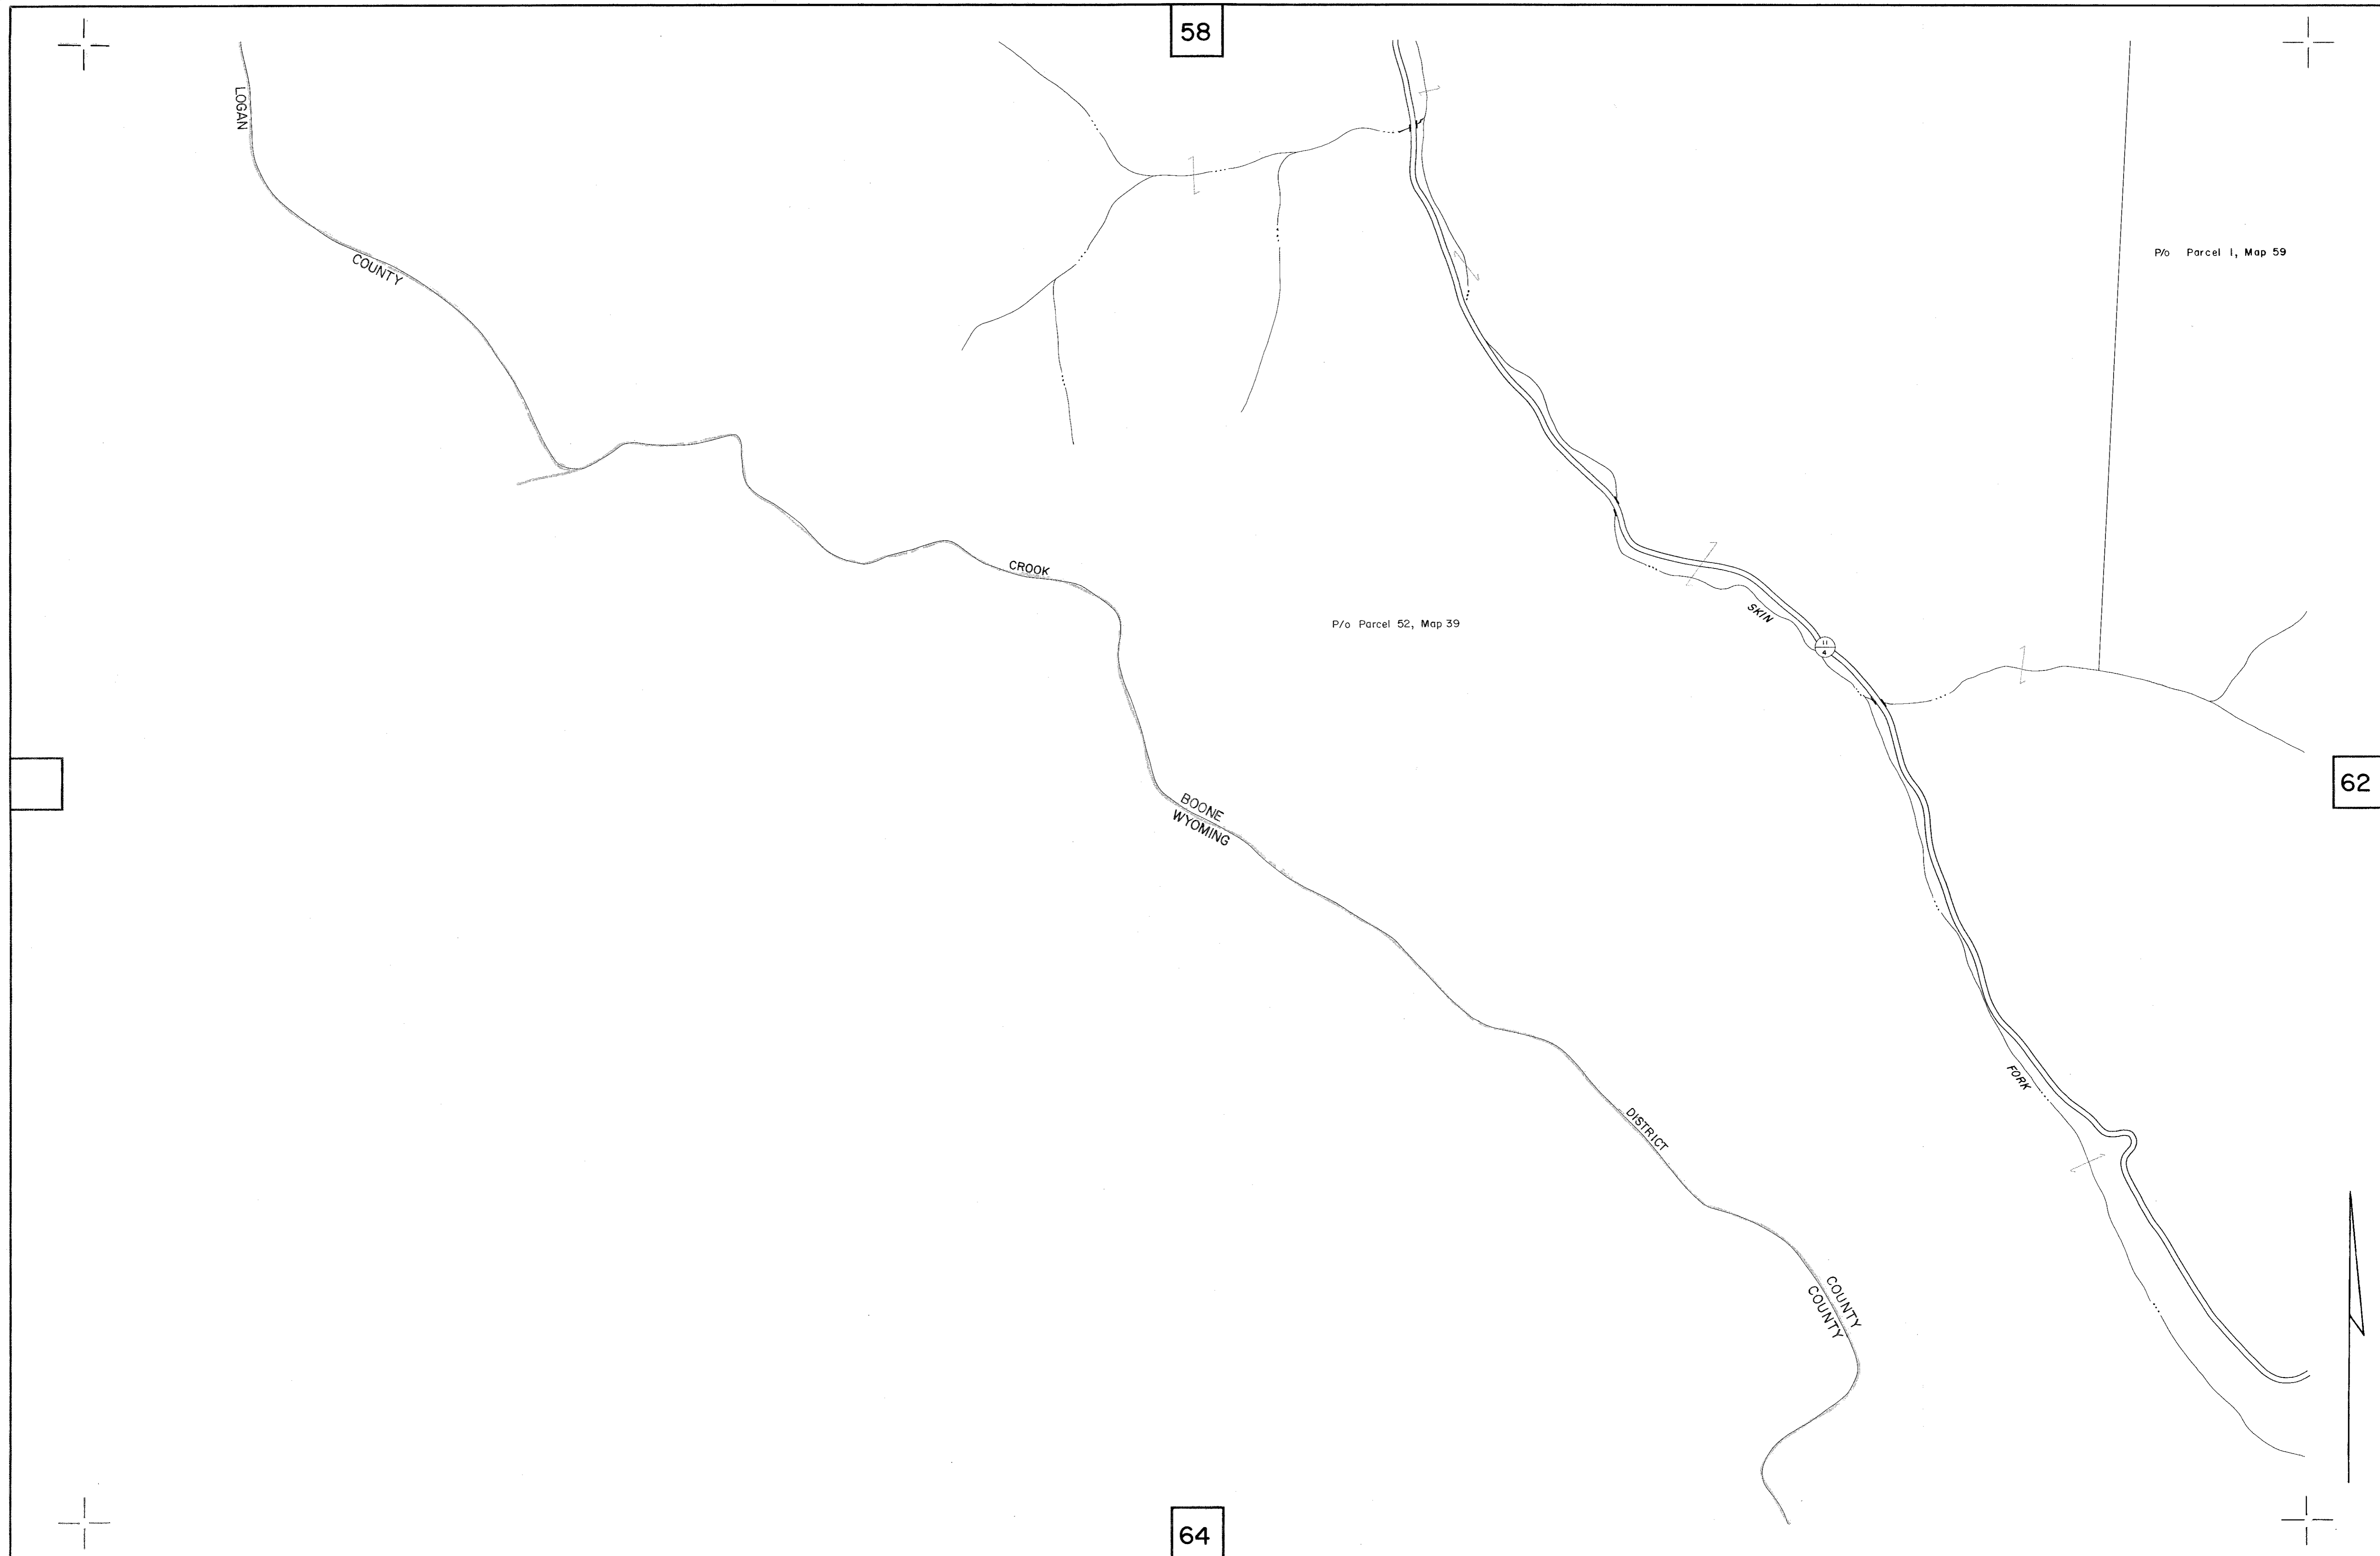 58
LOGAN
COUNTY
P/o Parcel 1, Map 59
CROOK
P/o Parcel 52, Map 39
SKIN
11
4
62
BOONE
WYOMING
FORK
DISTRICT
COUNTY
COUNTY
64